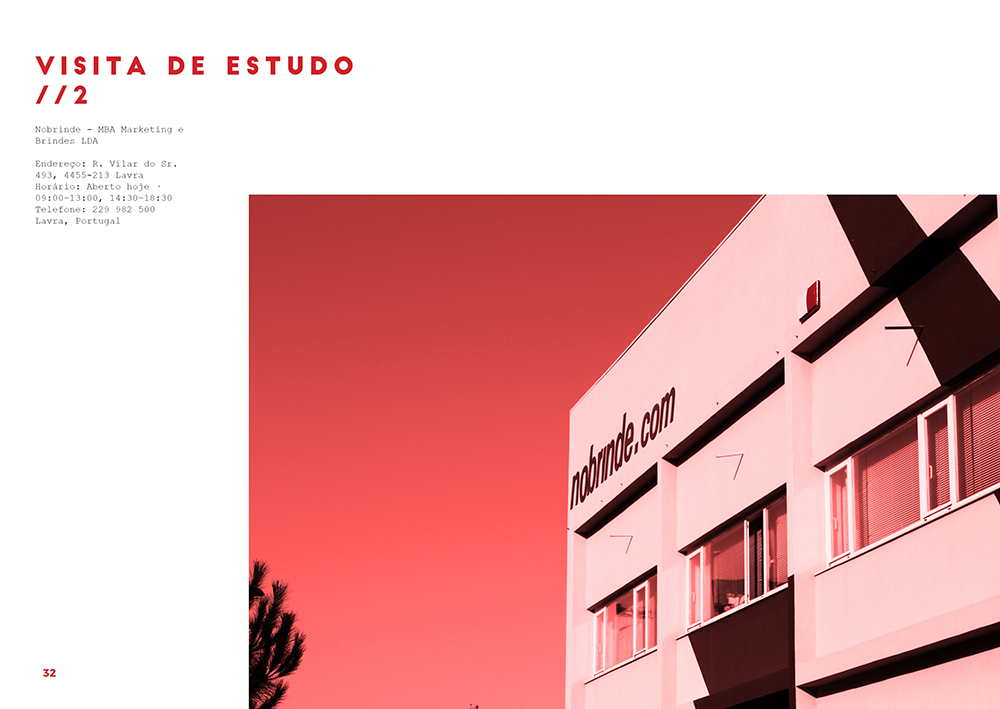 VISITA DE ESTUDO
//2
Nobrinde - MBA Marketing e
Brindes LDA
Endereço: R. Vilar do Sr.
493, 4455-213 Lavra
Horário: Aberto hoje ·
09:00–13:00, 14:30–18:30
Telefone: 229 982 500
Lavra, Portugal
nobrinde.com
32